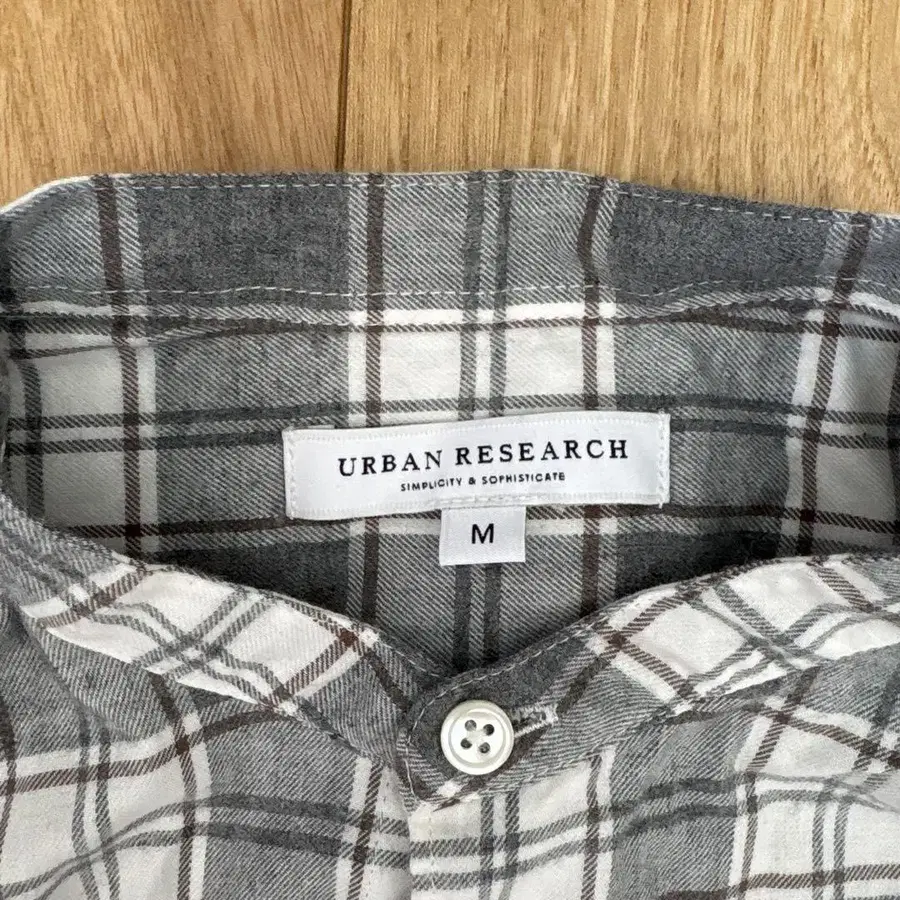 URBAN RESEARCH
SIMPLICITY & SOPHISTICATE
M